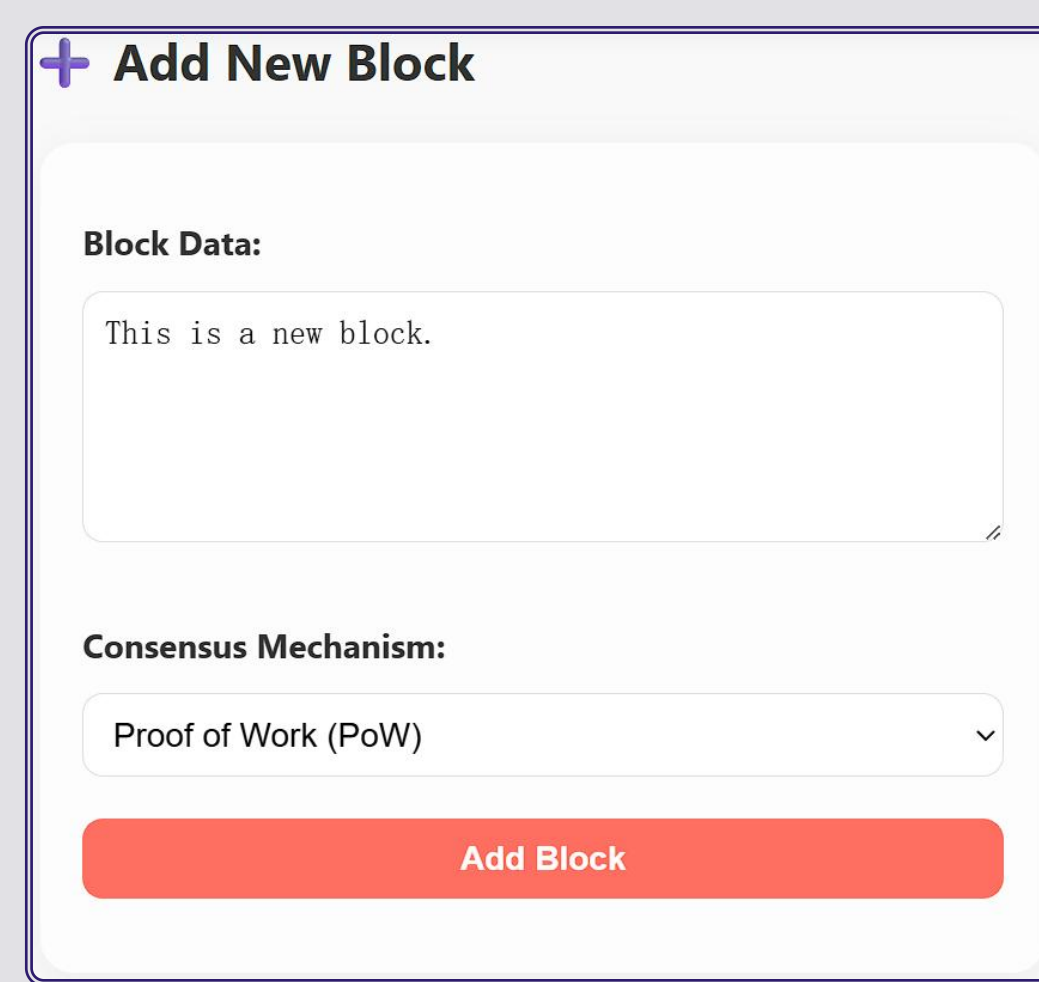 Add New Block
Block Data:
This is a new block.
Consensus Mechanism:
Proof of Work (PoW)
Add Block